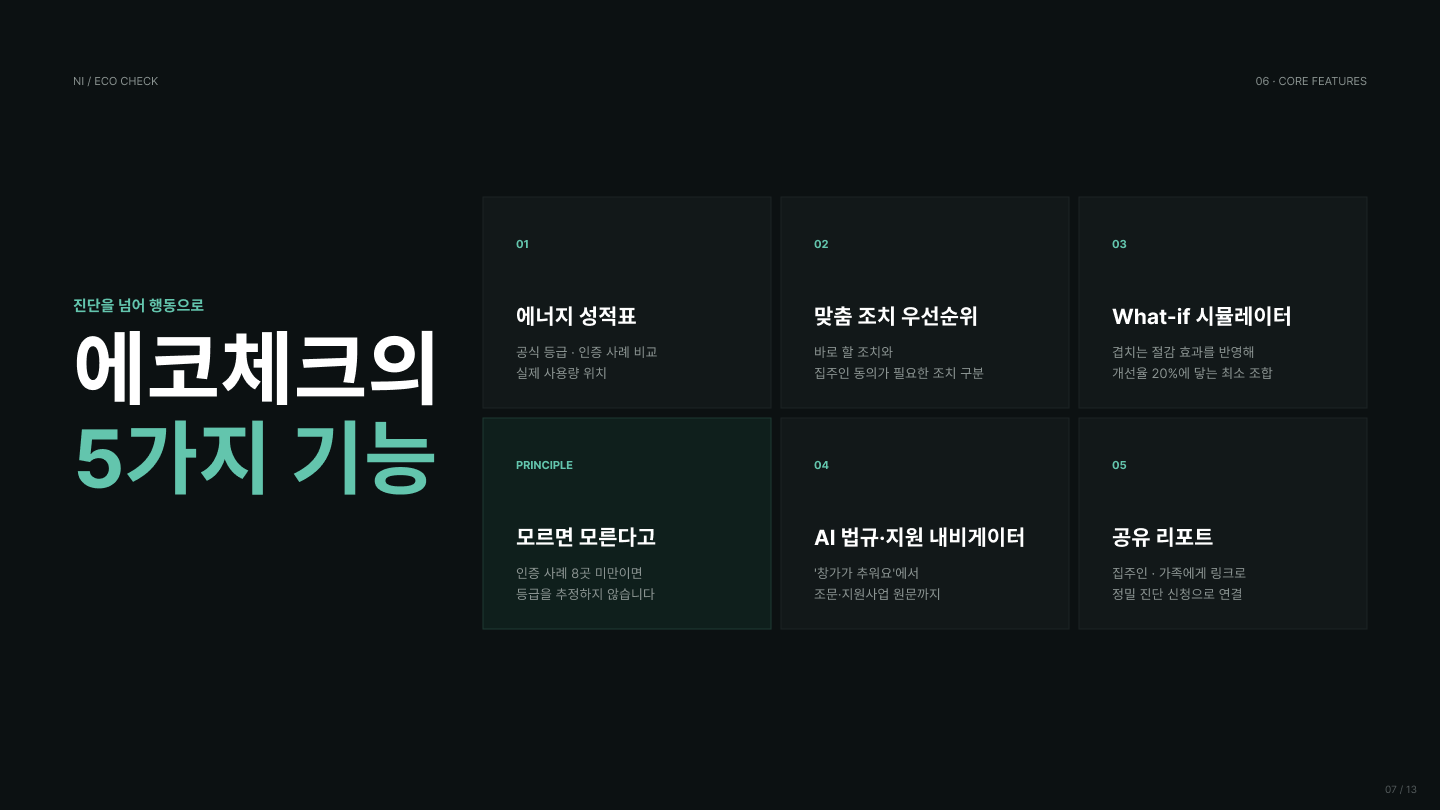 NI / ECO CHECK
06 · CORE FEATURES
진단을 넘어 행동으로
에코체크의
5가지 기능
01
에너지 성적표
공식 등급 · 인증 사례 비교
실제 사용량 위치
02
맞춤 조치 우선순위
바로 할 조치와
집주인 동의가 필요한 조치 구분
03
What-if 시뮬레이터
겹치는 절감 효과를 반영해
개선율 20%에 닿는 최소 조합
PRINCIPLE
모르면 모른다고
인증 사례 8곳 미만이면
등급을 추정하지 않습니다
04
AI 법규·지원 내비게이터
'창가가 추워요'에서
조문·지원사업 원문까지
05
공유 리포트
집주인 · 가족에게 링크로
정밀 진단 신청으로 연결
07 / 13